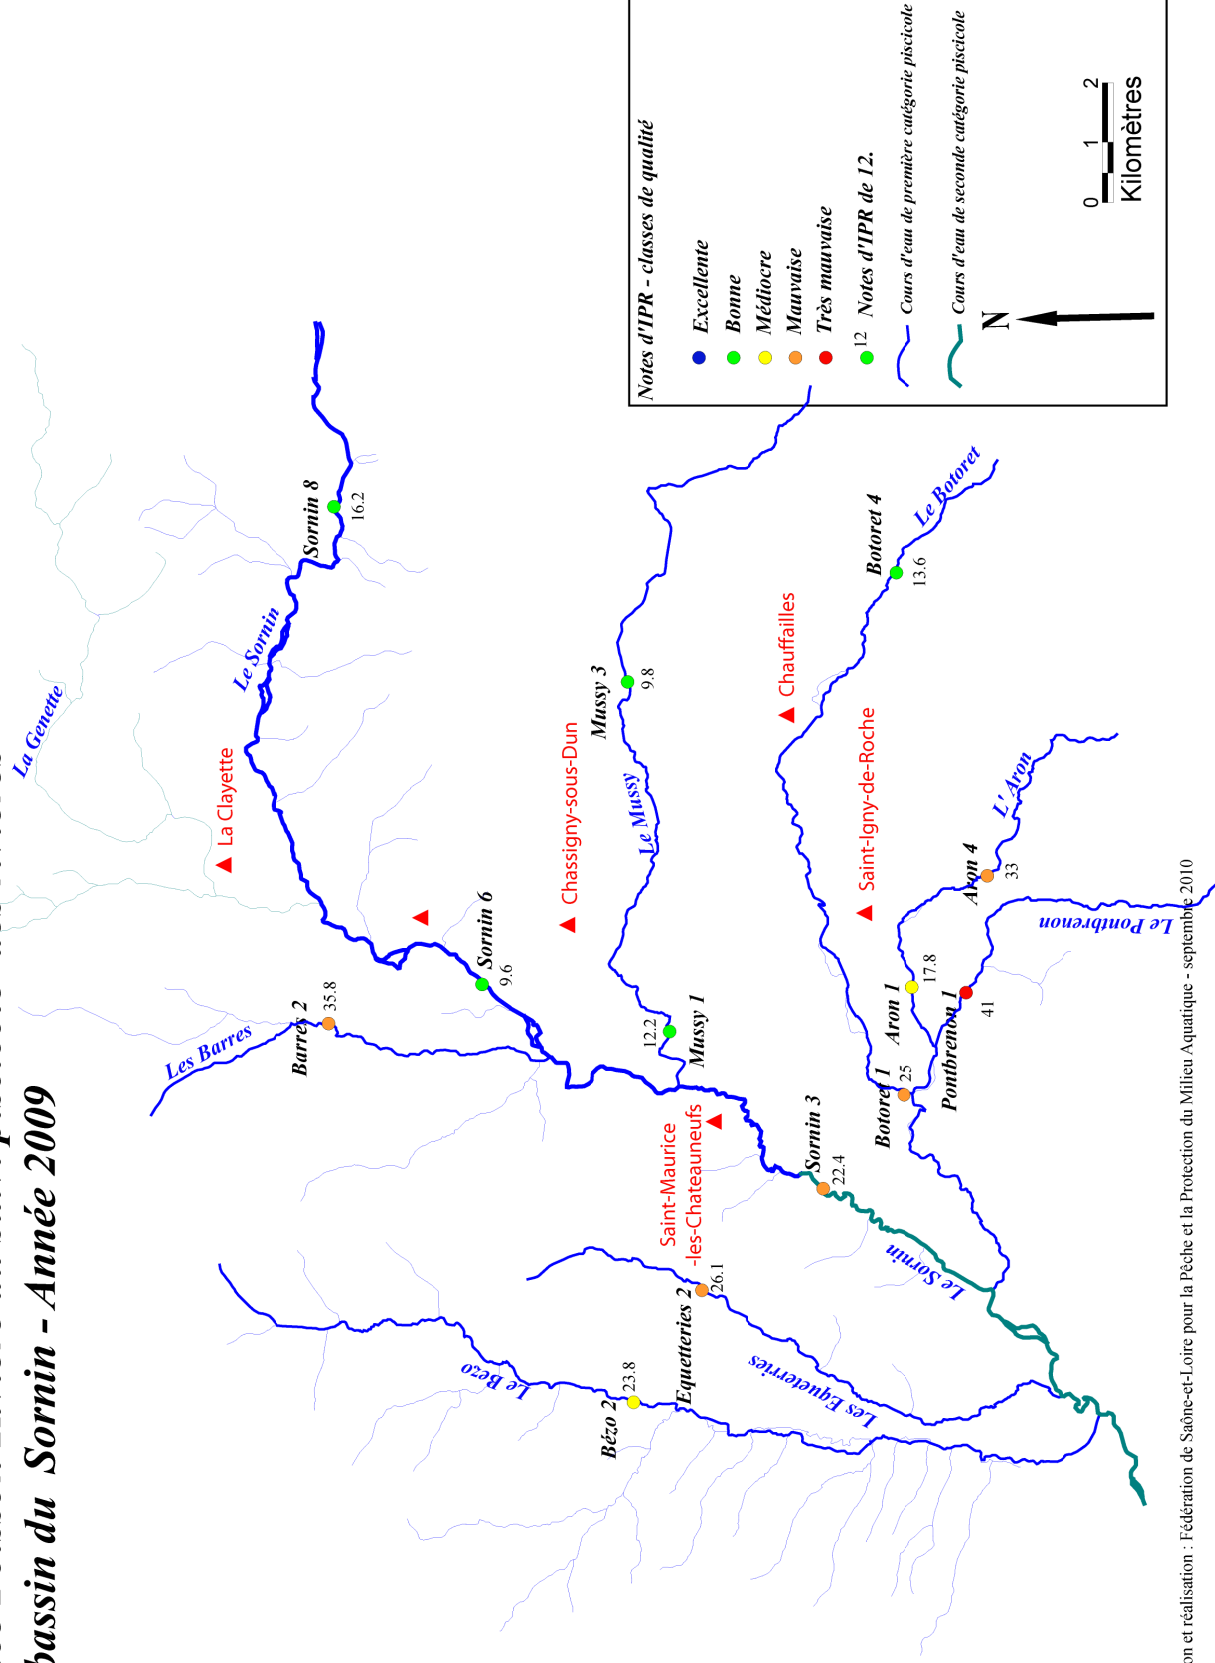 bassin du Sornin - Année 2009
La Genette
La Clayette
Le Sornin
Sornin 8
16.2
Les Barres
Barres 2
35.8
Sornin 6
9.6
Chassigny-sous-Dun
Mussy 3
9.8
Le Mussy
12.2
Mussy 1
Saint-Maurice
-les-Chateauneufs
Chauffailles
Botoret 4
13.6
Le Botoret
Saint-Igny-de-Roche
Sornin 3
22.4
Le Sornin
Botoret 1
25
Aron 1
17.8
Aron 4
33
L' Aron
Pontbrenon 1
41
Le Pontbrenon
Le Bezo
Bézo 2
23.8
Equetteries 2
26.1
Les Equeterries
Notes d'IPR - classes de qualité
Excellente
Bonne
Médiocre
Mauvaise
Très mauvaise
12 Notes d'IPR de 12.
Cours d'eau de première catégorie piscicole
Cours d'eau de seconde catégorie piscicole
N
0 1 2
Kilomètres
on et réalisation : Fédération de Saône-et-Loire pour la Pêche et la Protection du Milieu Aquatique - septembre 2010